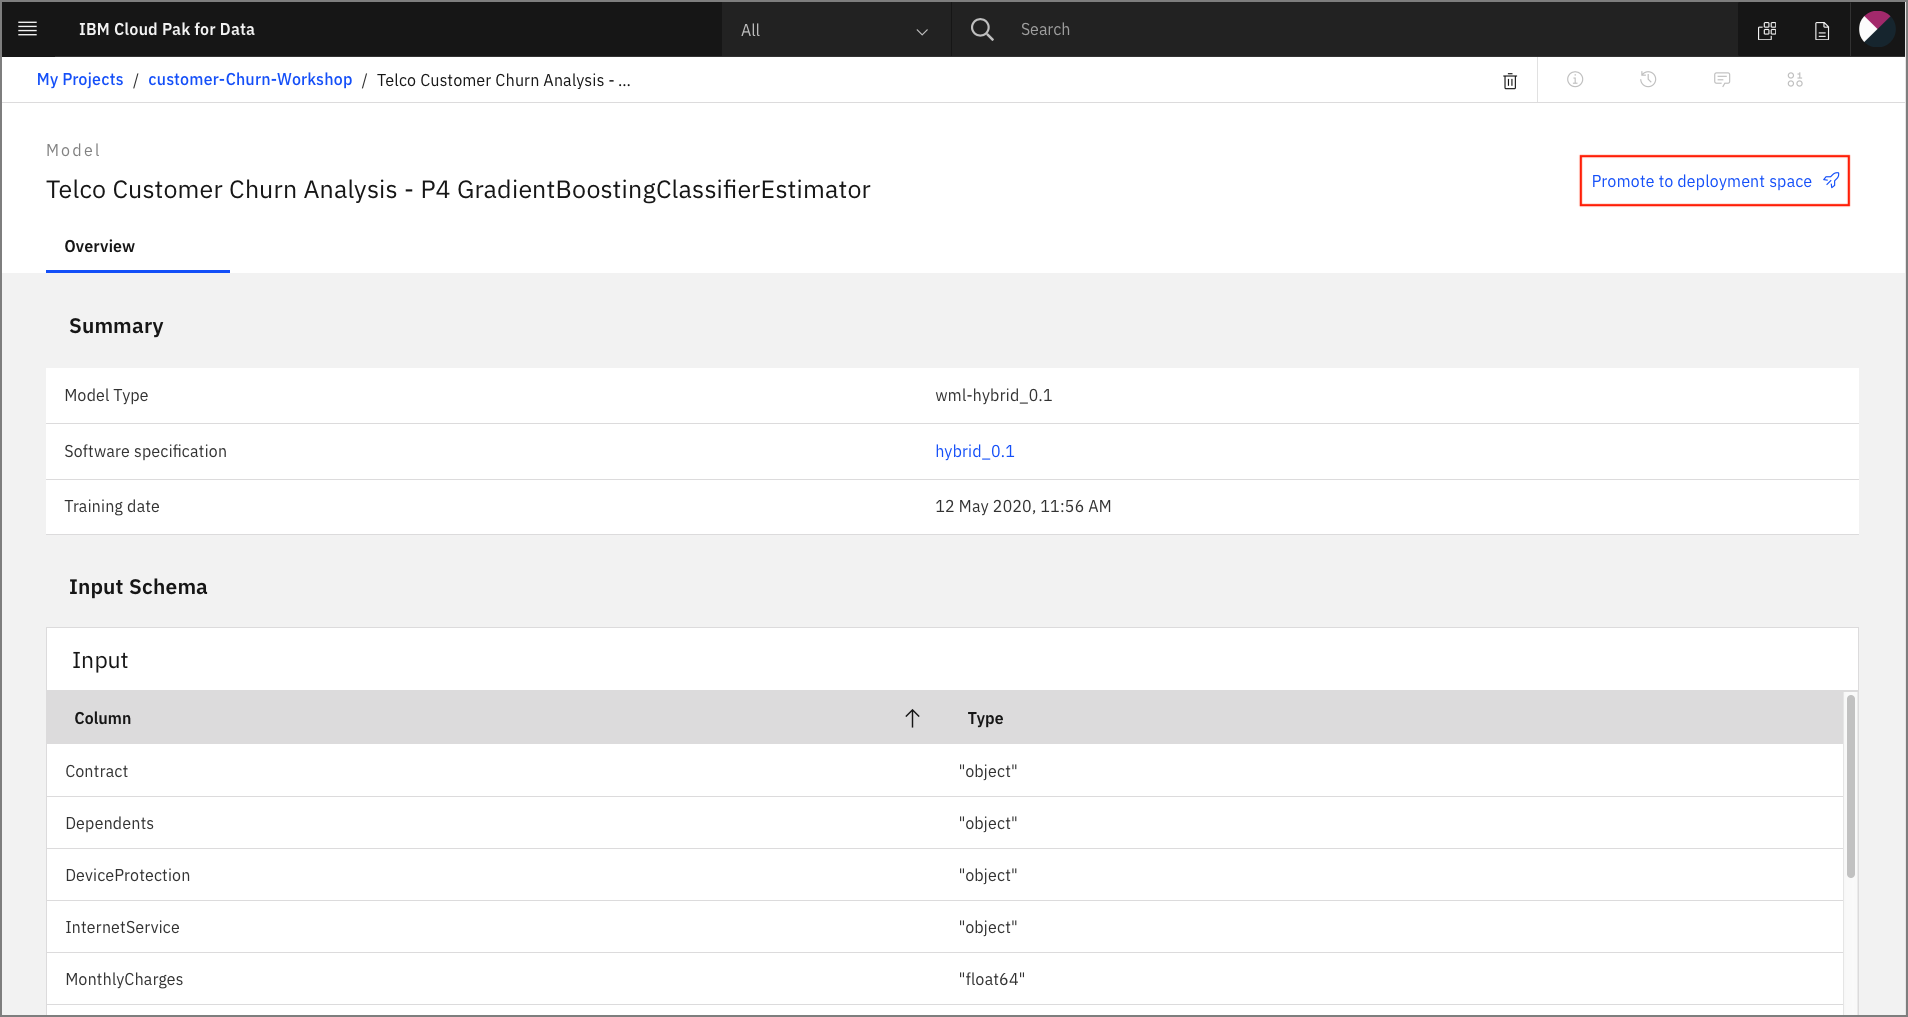 IBM Cloud Pak for Data All Search
My Projects / customer-Churn-Workshop / Telco Customer Churn Analysis - ...
Model
Telco Customer Churn Analysis - P4 GradientBoostingClassifierEstimator
Promote to deployment space
Overview
Summary
Model Type wml-hybrid_0.1
Software specification hybrid_0.1
Training date 12 May 2020, 11:56 AM
Input Schema
Input
Column Type
Contract "object"
Dependents "object"
DeviceProtection "object"
InternetService "object"
MonthlyCharges "float64"